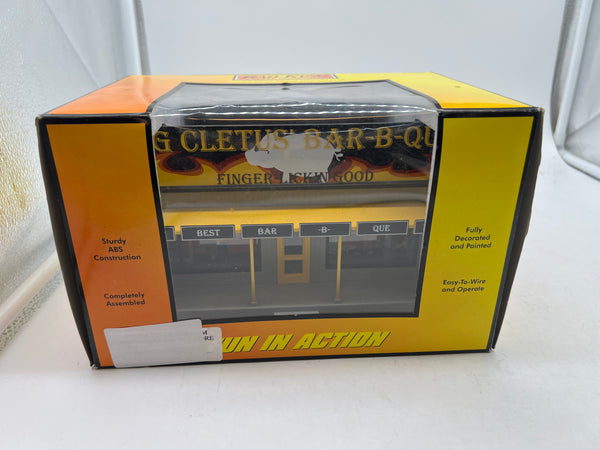 G CLETUS' BAR-B-QU
FINGER LICKIN GOOD
BEST BAR -B- QUE
Sturdy
ABS
Construction
Completely
Assembled
Fully
Decorated
and Painted
Easy-To-Wire
and Operate
UN IN ACTION